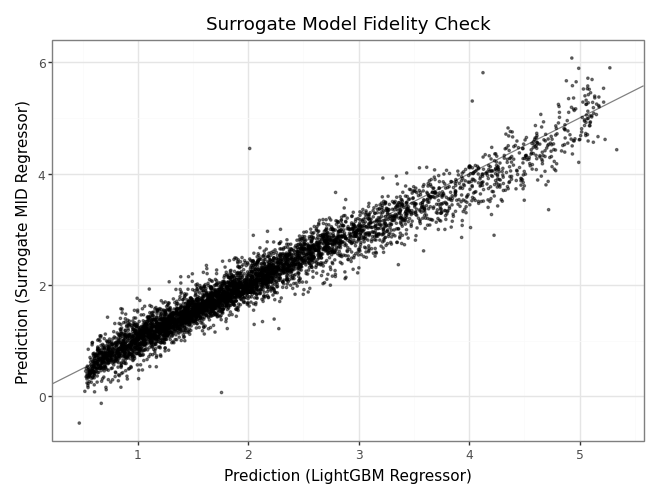 Surrogate Model Fidelity Check
Prediction (Surrogate MID Regressor)
6
4
2
0
1 2 3 4 5
Prediction (LightGBM Regressor)